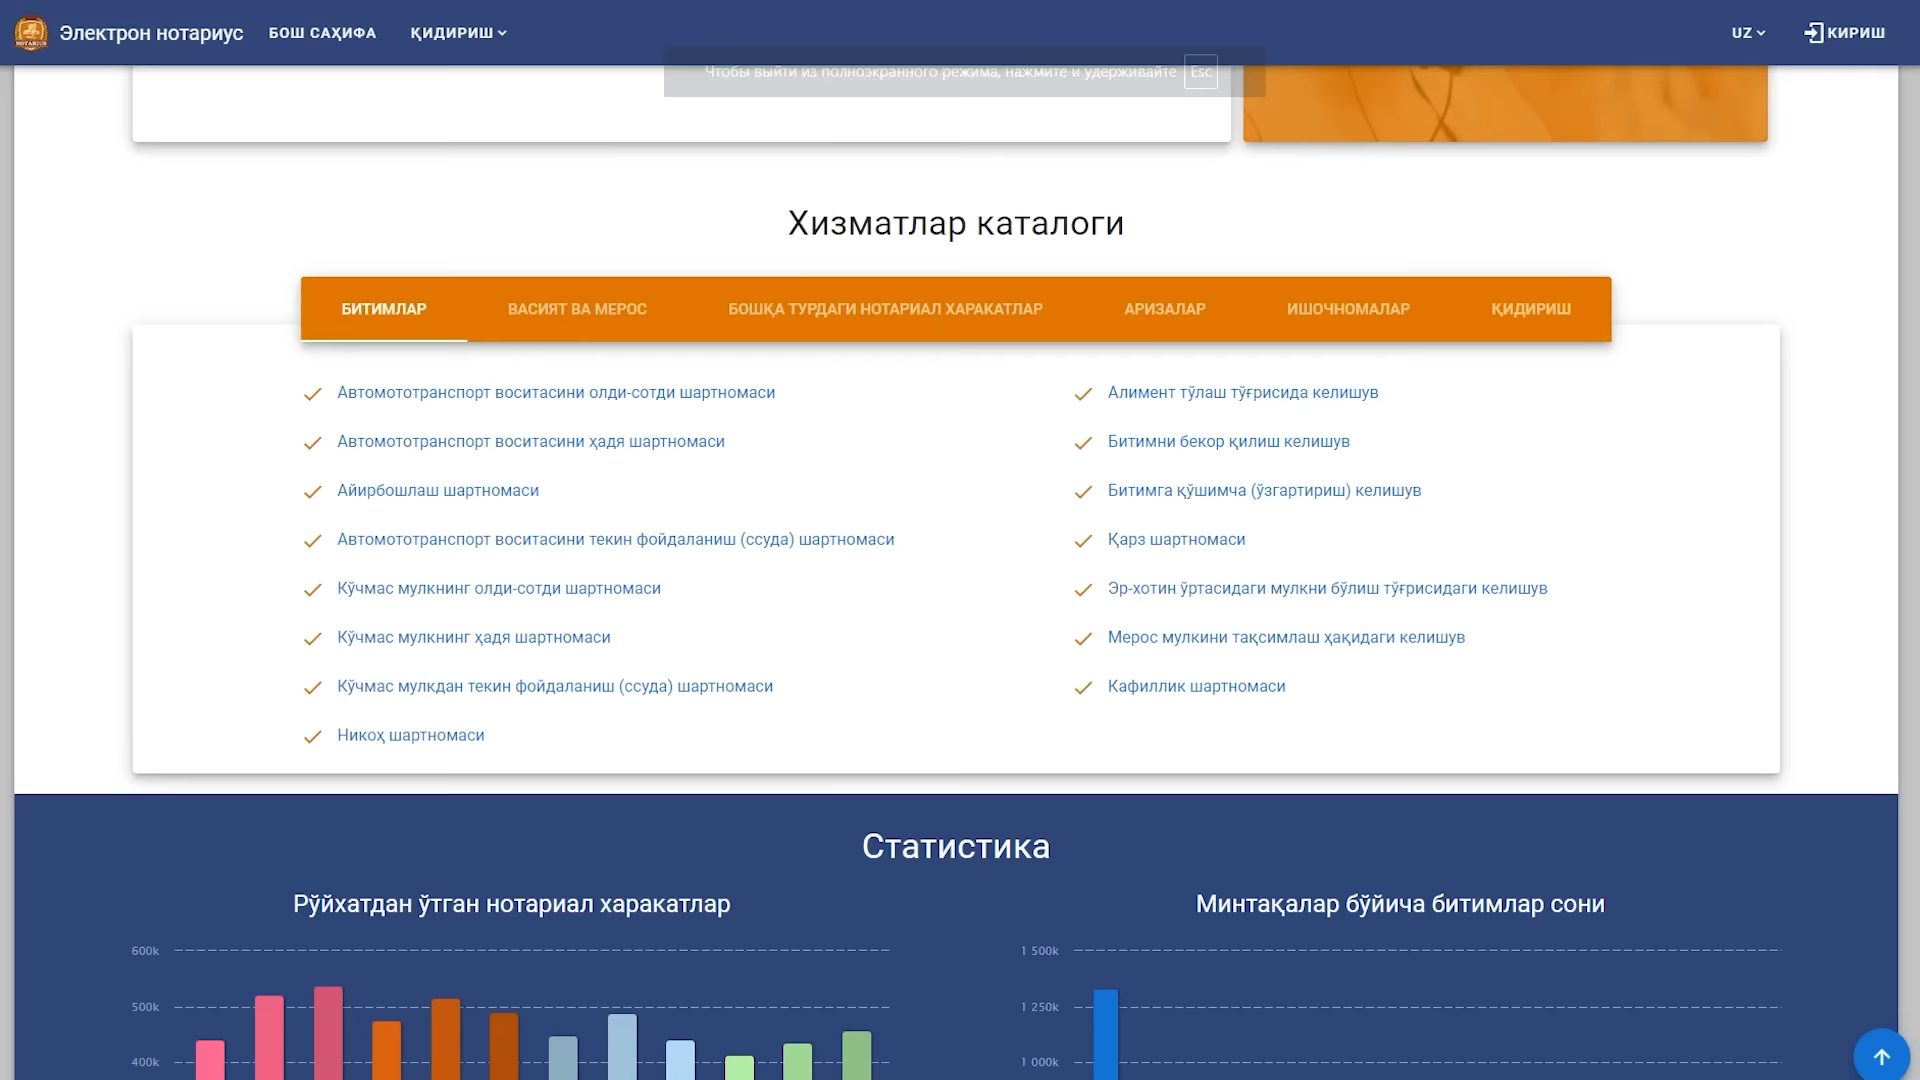 Электрон нотариус
БОШ САҲИФА
ҚИДИРИШ
UZ
КИРИШ
NOTARIUS
Чтобы выйти из полноэкранного режима, нажмите и удерживайте Esc
Хизматлар каталоги
БИТИМЛАР
ВАСИЯТ ВА МЕРОС
БОШҚА ТУРДАГИ НОТАРИАЛ ХАРАКАТЛАР
АРИЗАЛАР
ИШОЧНОМАЛАР
ҚИДИРИШ
Автомототранспорт воситасини олди-сотди шартномаси
Автомототранспорт воситасини ҳадя шартномаси
Айирбошлаш шартномаси
Автомототранспорт воситасини текин фойдаланиш (ссуда) шартномаси
Кўчмас мулкнинг олди-сотди шартномаси
Кўчмас мулкнинг ҳадя шартномаси
Кўчмас мулкдан текин фойдаланиш (ссуда) шартномаси
Никоҳ шартномаси
Алимент тўлаш тўғрисида келишув
Битимни бекор қилиш келишув
Битимга қўшимча (ўзгартириш) келишув
Қарз шартномаси
Эр-хотин ўртасидаги мулкни бўлиш тўғрисидаги келишув
Мерос мулкини тақсимлаш ҳақидаги келишув
Кафиллик шартномаси
Статистика
Рўйхатдан ўтган нотариал харакатлар
600k
500k
400k
Минтақалар бўйича битимлар сони
1 500k
1 250k
1 000k